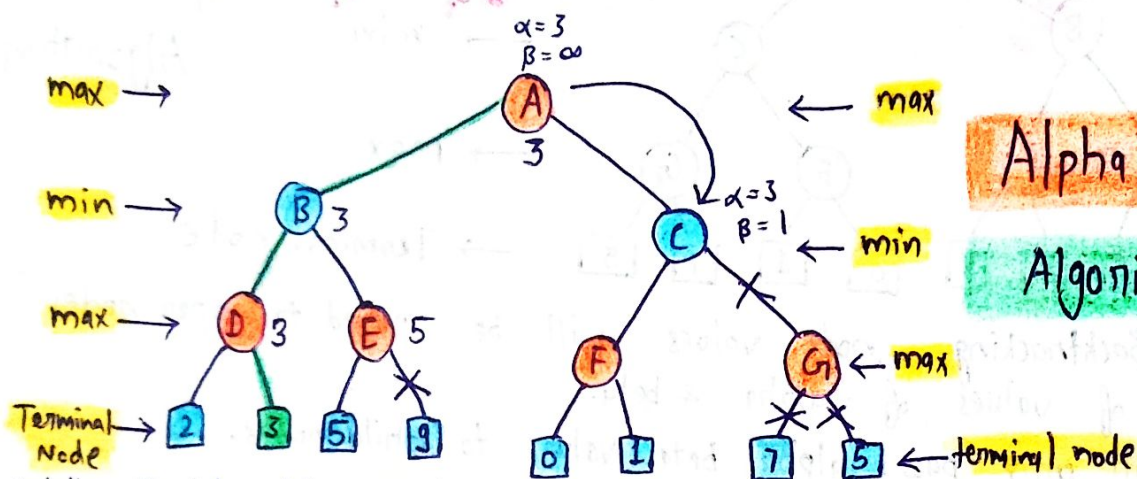 α=3
β=∞
max → A ← max
3
Alpha
min → B 3
α=3
β=1
C ← min
Algori
max → D 3 E 5
F G ← max
Terminal Node → 2 3 5 9
0 1 7 5 ← terminal node